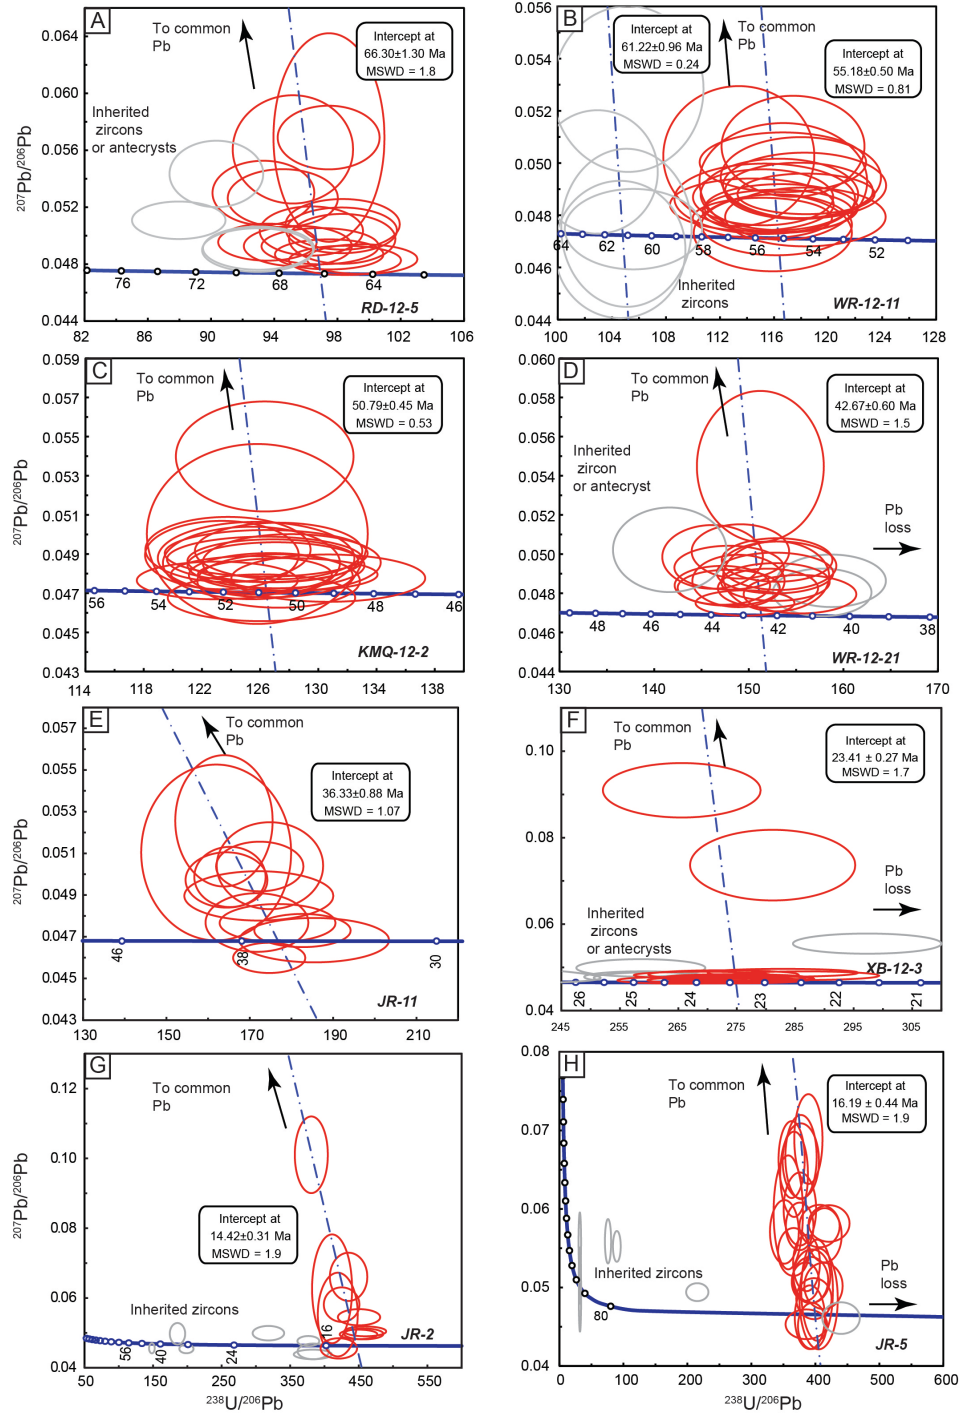 A
To common
Pb
Intercept at
66.30±1.30 Ma
MSWD = 1.8
Inherited
zircons
or antecrysts
0.064
0.060
0.056
0.052
0.048
0.044
207Pb/206Pb
76
72
68
64
RD-12-5
82
86
90
94
98
102
106
B
Intercept at
61.22±0.96 Ma
MSWD = 0.24
To common
Pb
Intercept at
55.18±0.50 Ma
MSWD = 0.81
0.056
0.054
0.052
0.050
0.048
0.046
0.044
64
62
60
58
56
54
52
Inherited
zircons
WR-12-11
100
104
108
112
116
120
124
128
C
To common
Pb
Intercept at
50.79±0.45 Ma
MSWD = 0.53
0.059
0.057
0.055
0.053
0.051
0.049
0.047
0.045
0.043
207Pb/206Pb
56
54
52
50
48
46
KMQ-12-2
114
118
122
126
130
134
138
D
To common
Pb
Intercept at
42.67±0.60 Ma
MSWD = 1.5
Inherited
zircon
or antecryst
Pb
loss
0.060
0.058
0.056
0.054
0.052
0.050
0.048
0.046
0.044
48
46
44
42
40
38
WR-12-21
130
140
150
160
170
E
To common
Pb
Intercept at
36.33±0.88 Ma
MSWD = 1.07
0.057
0.055
0.053
0.051
0.049
0.047
0.045
0.043
207Pb/206Pb
46
38
30
JR-11
130
150
170
190
210
F
To common
Pb
Intercept at
23.41 ± 0.27 Ma
MSWD = 1.7
Pb
loss
Inherited
zircons
or antecrysts
0.10
0.08
0.06
0.04
XB-12-3
26
25
24
23
22
21
245
255
265
275
285
295
305
G
To common
Pb
Intercept at
14.42±0.31 Ma
MSWD = 1.9
Inherited zircons
0.12
0.10
0.08
0.06
0.04
207Pb/206Pb
56
40
24
16
JR-2
50
150
250
350
450
550
238U/206Pb
H
To common
Pb
Intercept at
16.19 ± 0.44 Ma
MSWD = 1.9
Pb
loss
Inherited zircons
0.08
0.07
0.06
0.05
0.04
80
JR-5
0
100
200
300
400
500
600
238U/206Pb